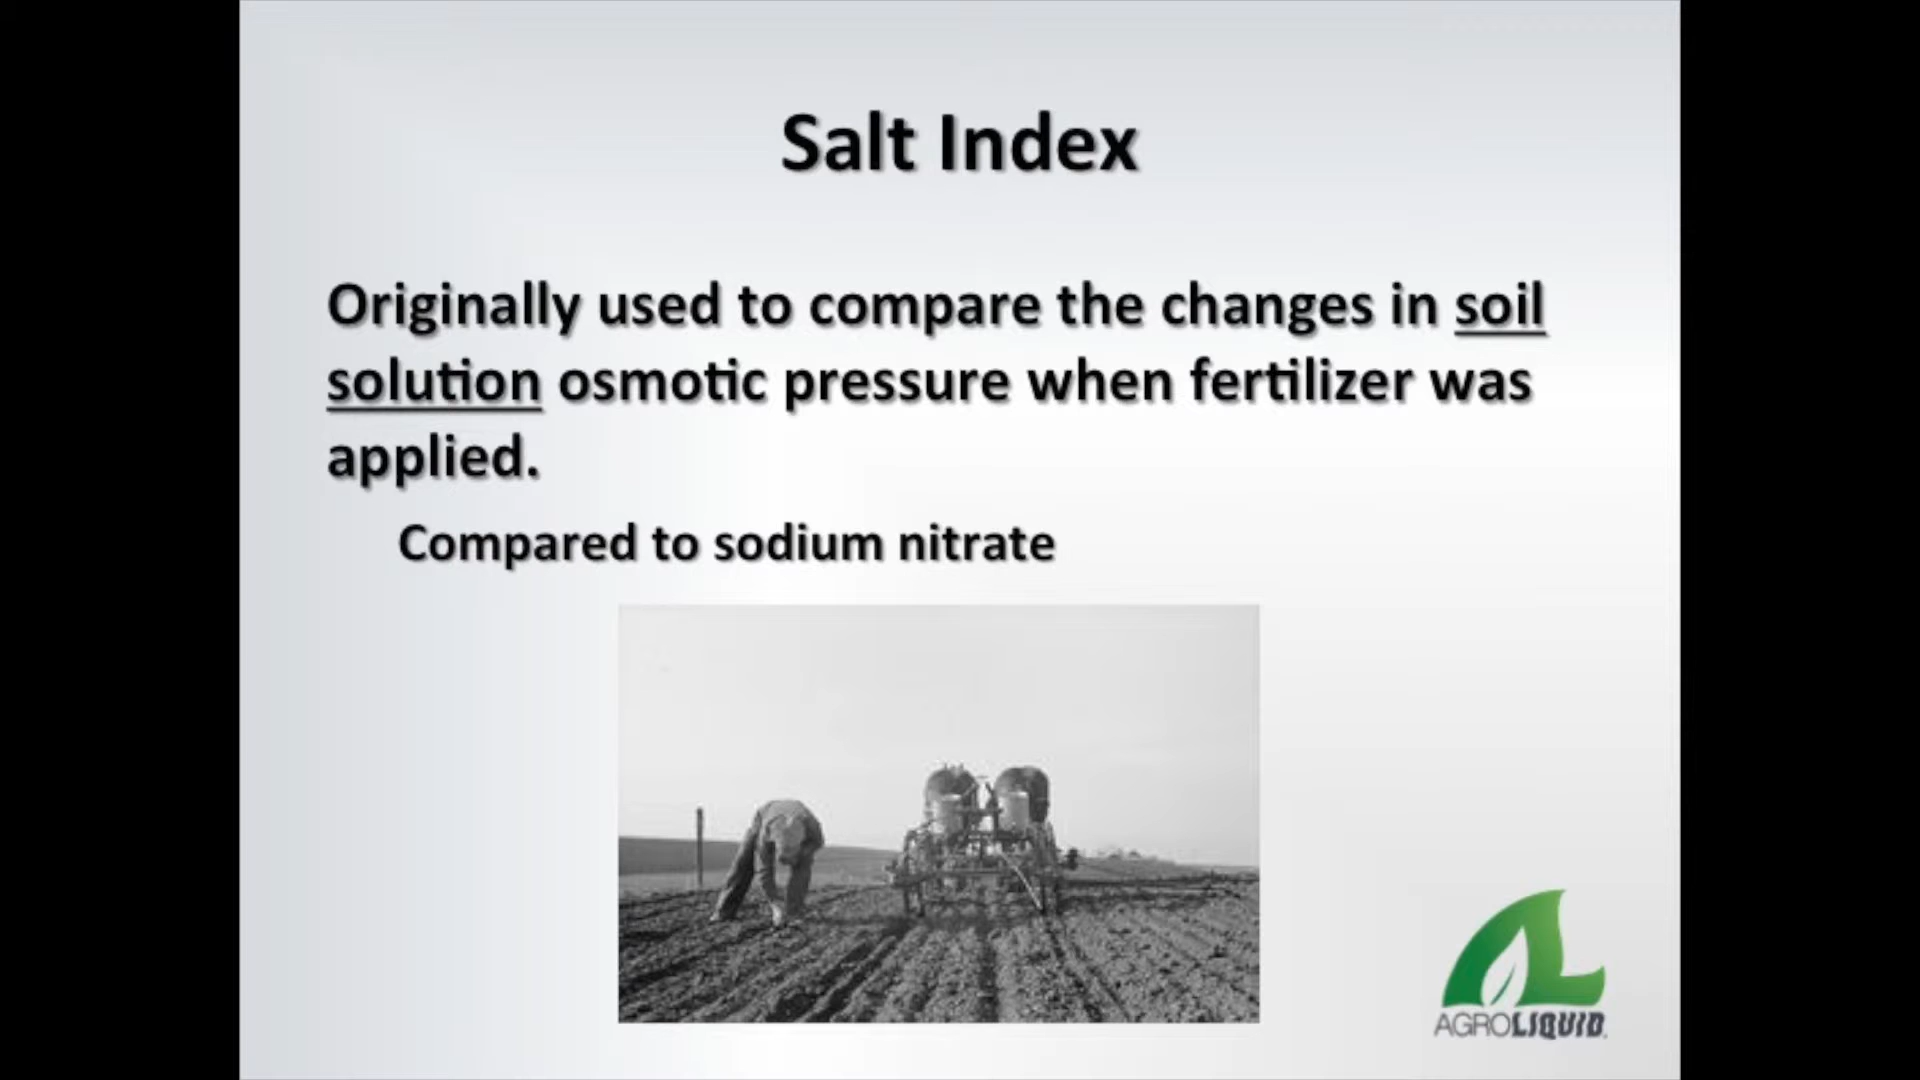 Salt Index
Originally used to compare the changes in soil
solution osmotic pressure when fertilizer was
applied.
Compared to sodium nitrate
AGROLIQUID